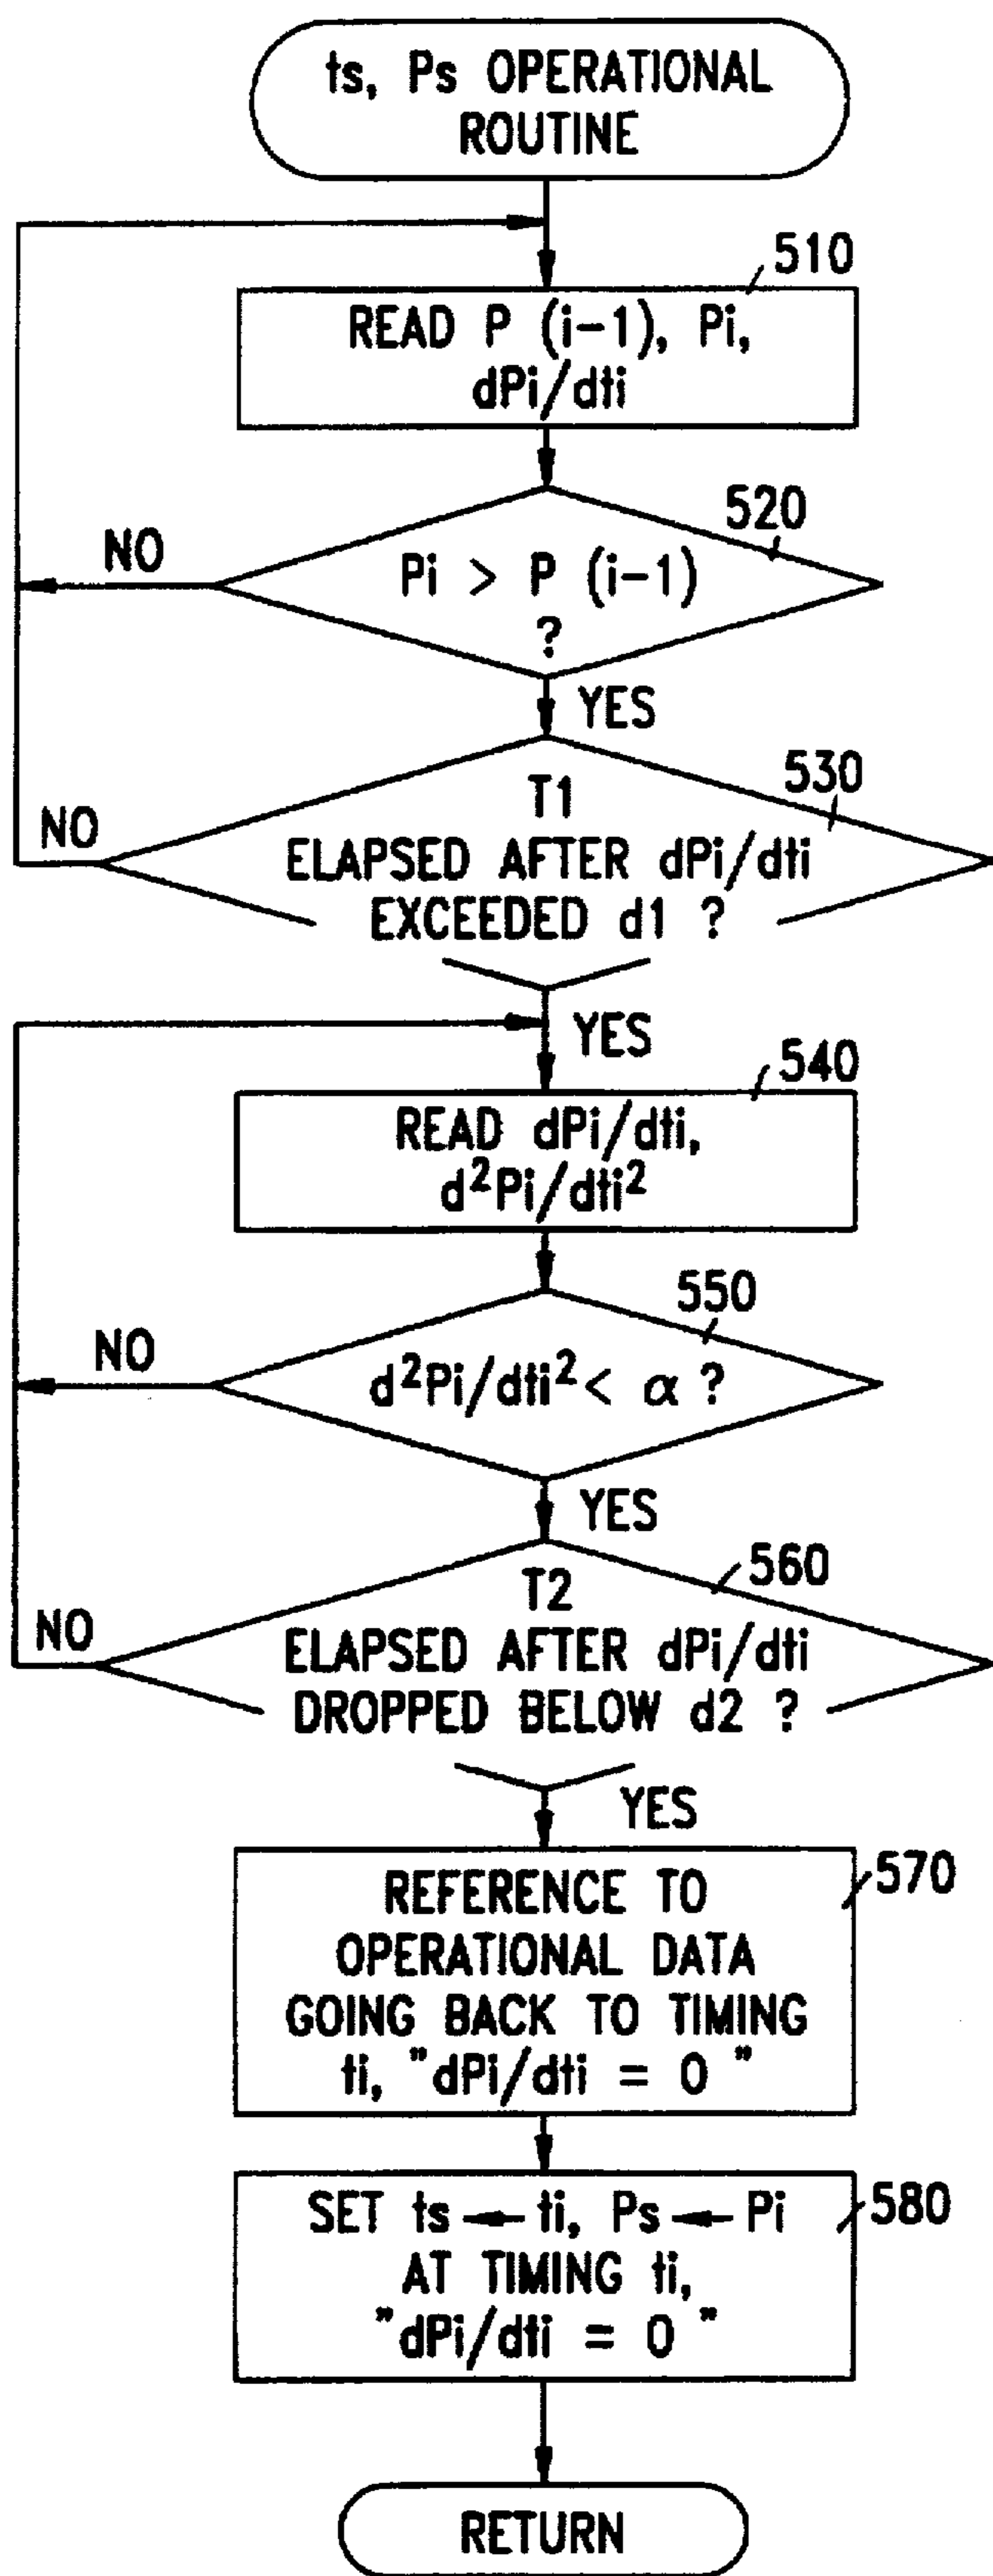 ts, Ps OPERATIONAL
ROUTINE
510
READ P (i-1), Pi,
dPi/dti
520
NO
Pi > P (i-1)
?
YES
530
T1
NO
ELAPSED AFTER dPi/dti
EXCEEDED d1 ?
YES
540
READ dPi/dti,
d²Pi/dti²
550
NO
d²Pi/dti² < α ?
YES
560
T2
NO
ELAPSED AFTER dPi/dti
DROPPED BELOW d2 ?
YES
570
REFERENCE TO
OPERATIONAL DATA
GOING BACK TO TIMING
ti, "dPi/dti = 0 "
580
SET ts ← ti, Ps ← Pi
AT TIMING ti,
"dPi/dti = 0 "
RETURN